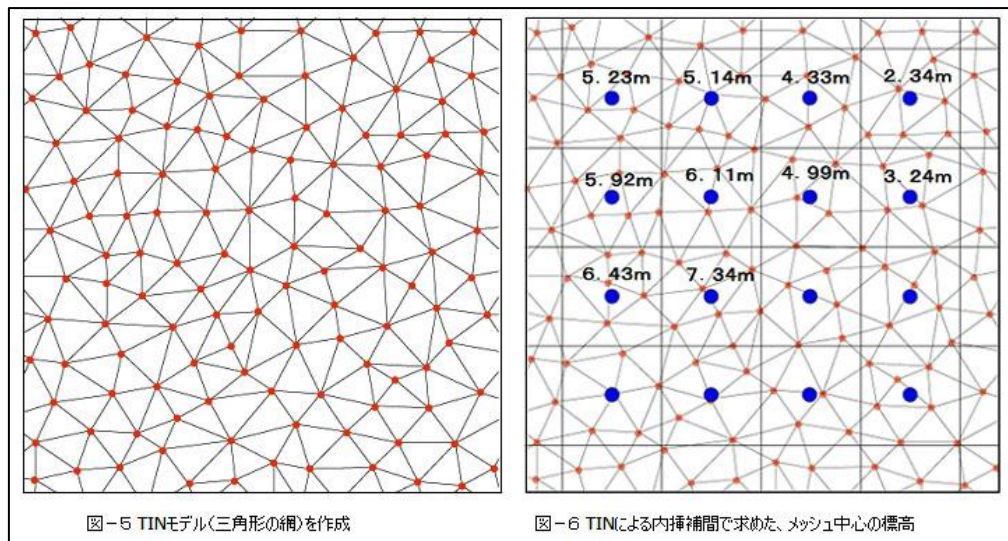 5. 23m 5. 14m 4. 33m 2. 34m
5. 92m 6. 11m 4. 99m 3. 24m
6. 43m 7. 34m
図-5 TINモデル(三角形の網)を作成
図-6 TINによる内挿補間で求めた、メッシュ中心の標高